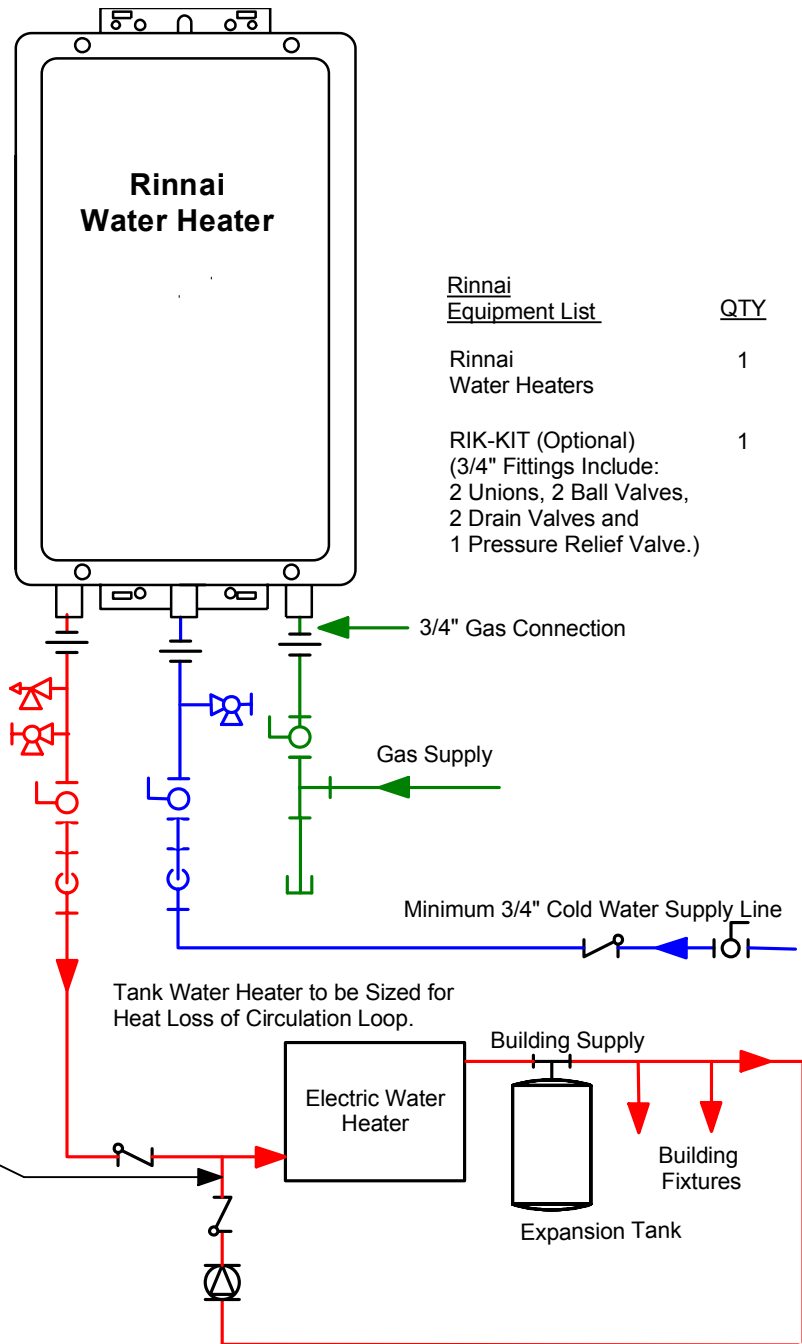 Rinnai
Water Heater
Rinnai
Equipment List QTY
Rinnai 1
Water Heaters
RIK-KIT (Optional) 1
(3/4" Fittings Include:
2 Unions, 2 Ball Valves,
2 Drain Valves and
1 Pressure Relief Valve.)
3/4" Gas Connection
Gas Supply
Minimum 3/4" Cold Water Supply Line
Tank Water Heater to be Sized for
Heat Loss of Circulation Loop.
Building Supply
Electric Water
Heater
Building
Fixtures
Expansion Tank